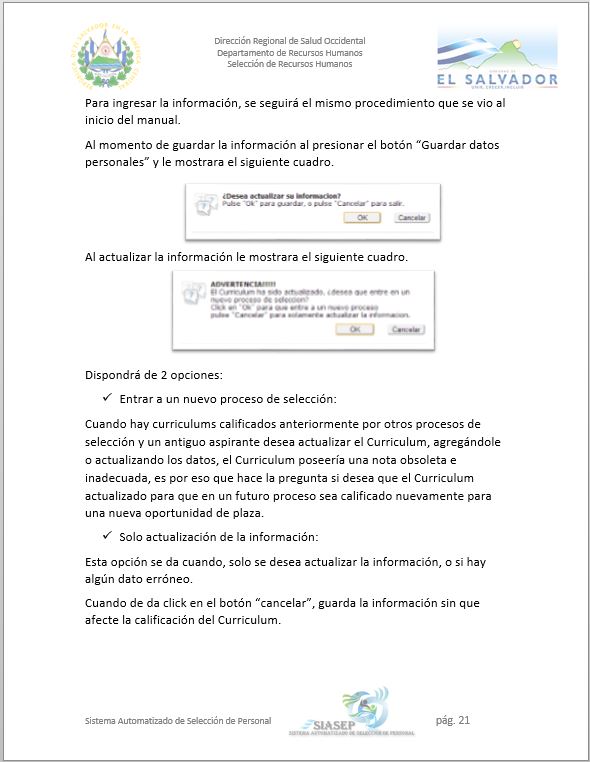 Dirección Regional de Salud Occidental
Departamento de Recursos Humanos
Selección de Recursos Humanos
EL SALVADOR
UNIR, CRECER, INCLUIR
Para ingresar la información, se seguirá el mismo procedimiento que se vio al
inicio del manual.
Al momento de guardar la información al presionar el botón “Guardar datos
personales” y le mostrara el siguiente cuadro.
¿Desea actualizar su informacion?
Pulse "Ok" para guardar, o pulse "Cancelar" para salir.
OK Cancelar
Al actualizar la información le mostrara el siguiente cuadro.
ADVERTENCIA!!!!!
El Curriculum ha sido actualizado, ¿desea que entre en un
nuevo proceso de seleccion?
Click en "Ok" para que entre a un nuevo proceso
pulse "Cancelar" para solamente actualizar la informacion.
OK Cancelar
Dispondrá de 2 opciones:
✓ Entrar a un nuevo proceso de selección:
Cuando hay curriculums calificados anteriormente por otros procesos de
selección y un antiguo aspirante desea actualizar el Curriculum, agregándole
o actualizando los datos, el Curriculum poseería una nota obsoleta e
inadecuada, es por eso que hace la pregunta si desea que el Curriculum
actualizado para que en un futuro proceso sea calificado nuevamente para
una nueva oportunidad de plaza.
✓ Solo actualización de la información:
Esta opción se da cuando, solo se desea actualizar la información, o si hay
algún dato erróneo.
Cuando de da click en el botón “cancelar”, guarda la información sin que
afecte la calificación del Curriculum.
Sistema Automatizado de Selección de Personal
SIASEP
SISTEMA AUTOMATIZADO DE SELECCIÓN DE PERSONAL
pág. 21